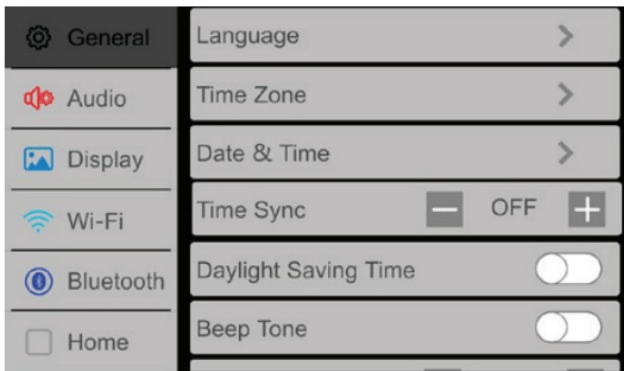 General
Audio
Display
Wi-Fi
Bluetooth
Home
Language
Time Zone
Date & Time
Time Sync
OFF
Daylight Saving Time
Beep Tone